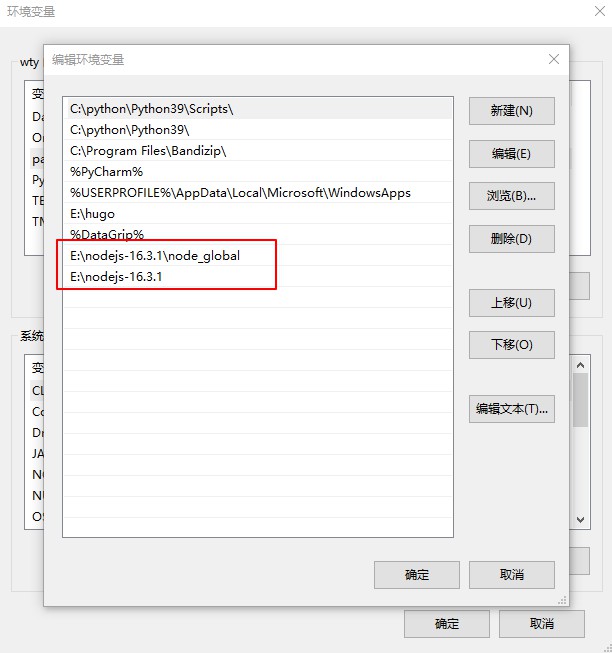 环境变量
wty
编辑环境变量
变
Da
On
pa
Py
TE
TM
C:\python\Python39\Scripts\
C:\python\Python39\
C:\Program Files\Bandizip\
%PyCharm%
%USERPROFILE%\AppData\Local\Microsoft\WindowsApps
E:\hugo
%DataGrip%
E:\nodejs-16.3.1\node_global
E:\nodejs-16.3.1
新建(N)
编辑(E)
浏览(B)...
删除(D)
上移(U)
下移(O)
编辑文本(T)...
系统
变
CL
Co
Dr
JA
NU
OS
确定
取消
确定
取消